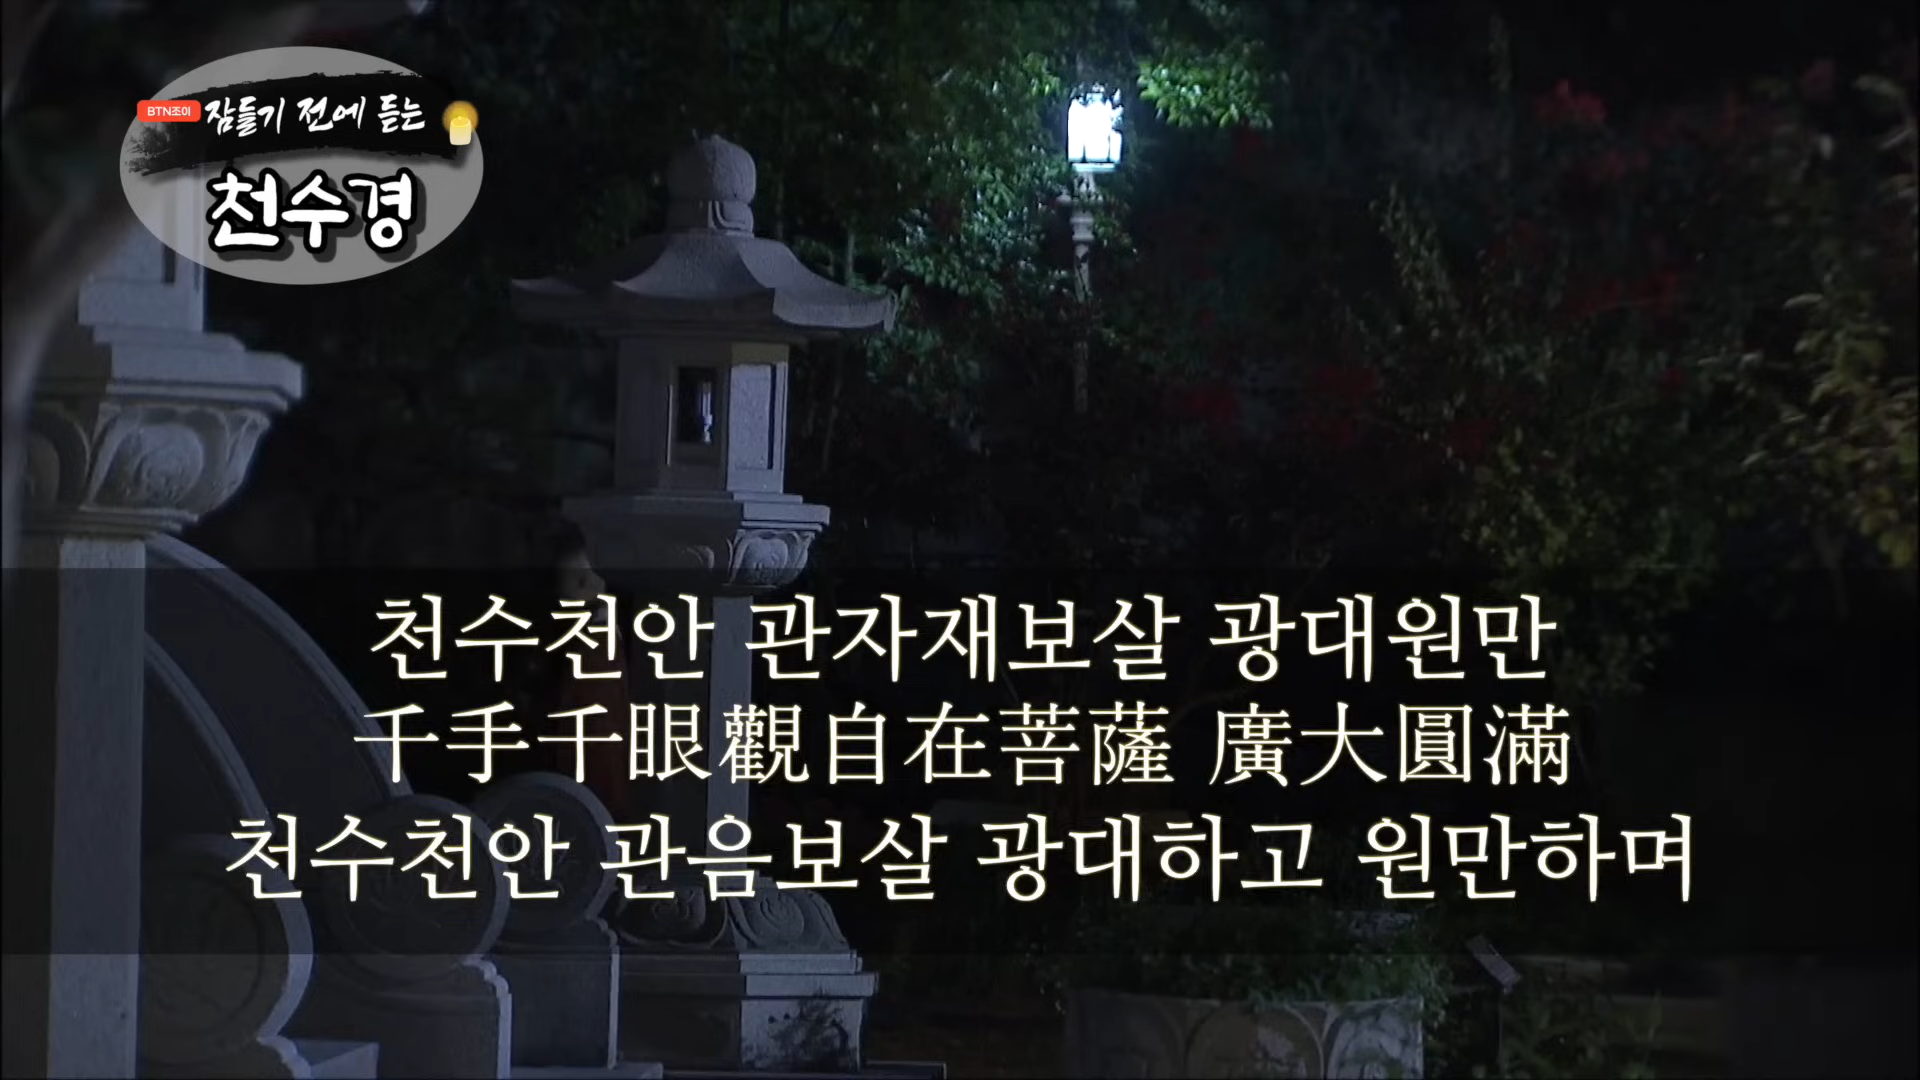 BTN조이 잠들기 전에 듣는
천수경
천수천안 관자재보살 광대원만
千手千眼觀自在菩薩 廣大圓滿
천수천안 관음보살 광대하고 원만하며